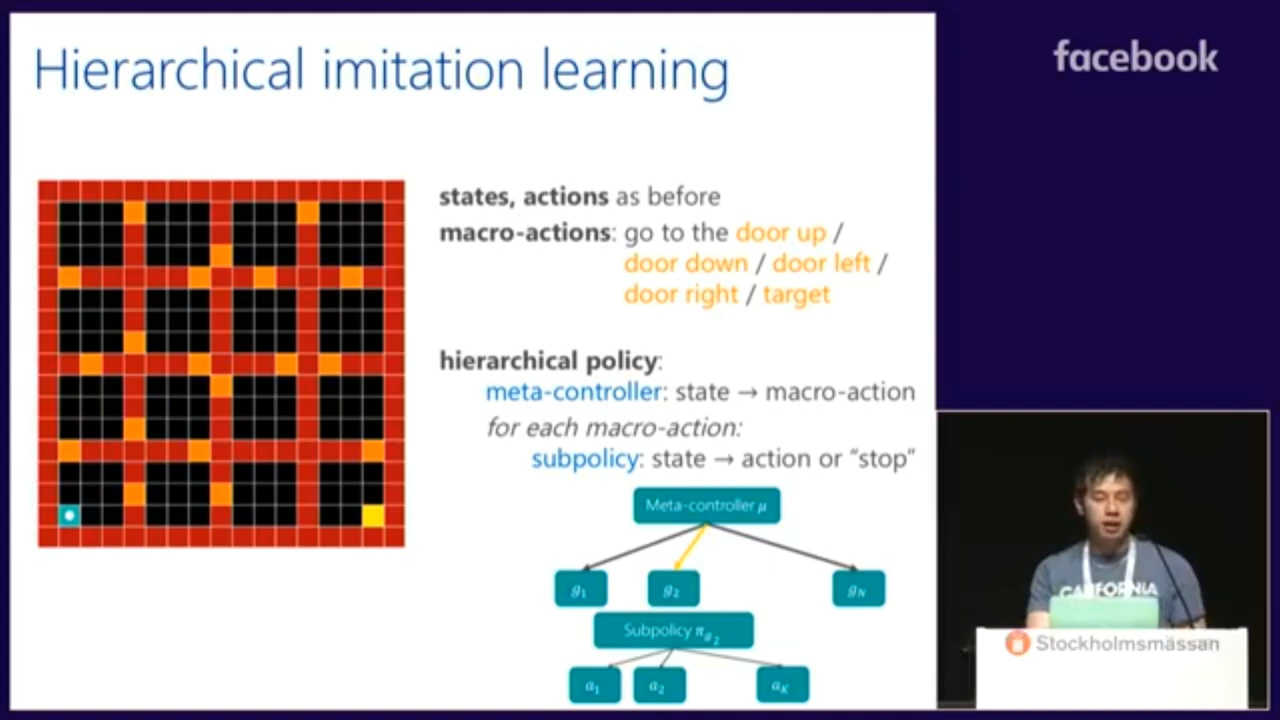 Hierarchical imitation learning
facebook
states, actions as before
macro-actions: go to the door up /
door down / door left /
door right / target
hierarchical policy:
meta-controller: state → macro-action
for each macro-action:
subpolicy: state → action or “stop”
Meta-controller μ
g₁ g₂ g_N
Subpolicy π_g₂
a₁ a₂ a_K
CALIFORNIA
Stockholmsmässan